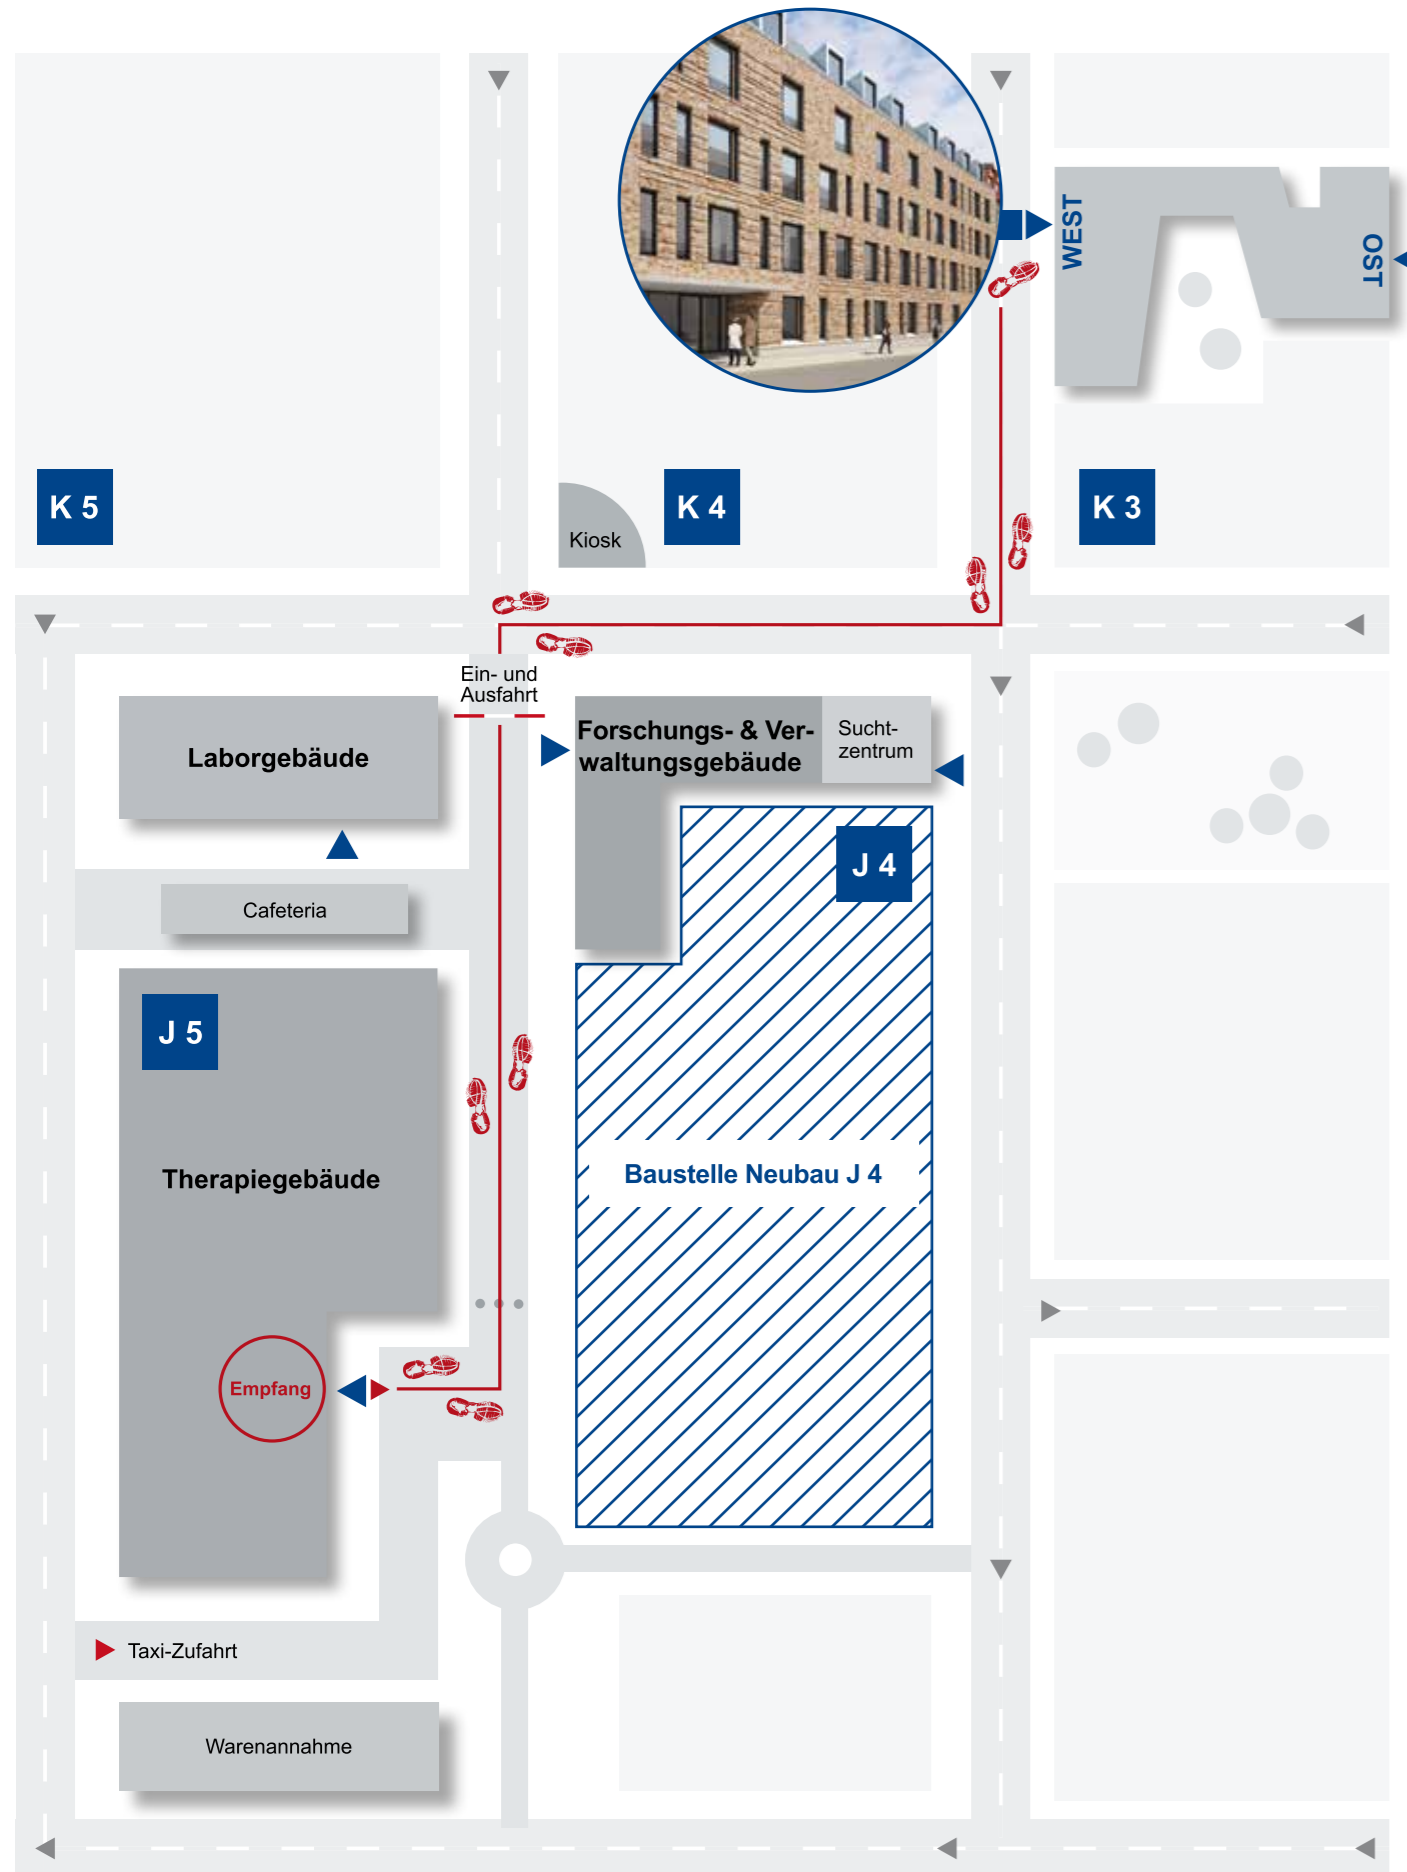 WEST
OST
K 5
K 4
K 3
Kiosk
Ein- und
Ausfahrt
Laborgebäude
Forschungs- & Ver-
waltungsgebäude
Sucht-
zentrum
J 4
Cafeteria
J 5
Therapiegebäude
Baustelle Neubau J 4
Empfang
Taxi-Zufahrt
Warenannahme